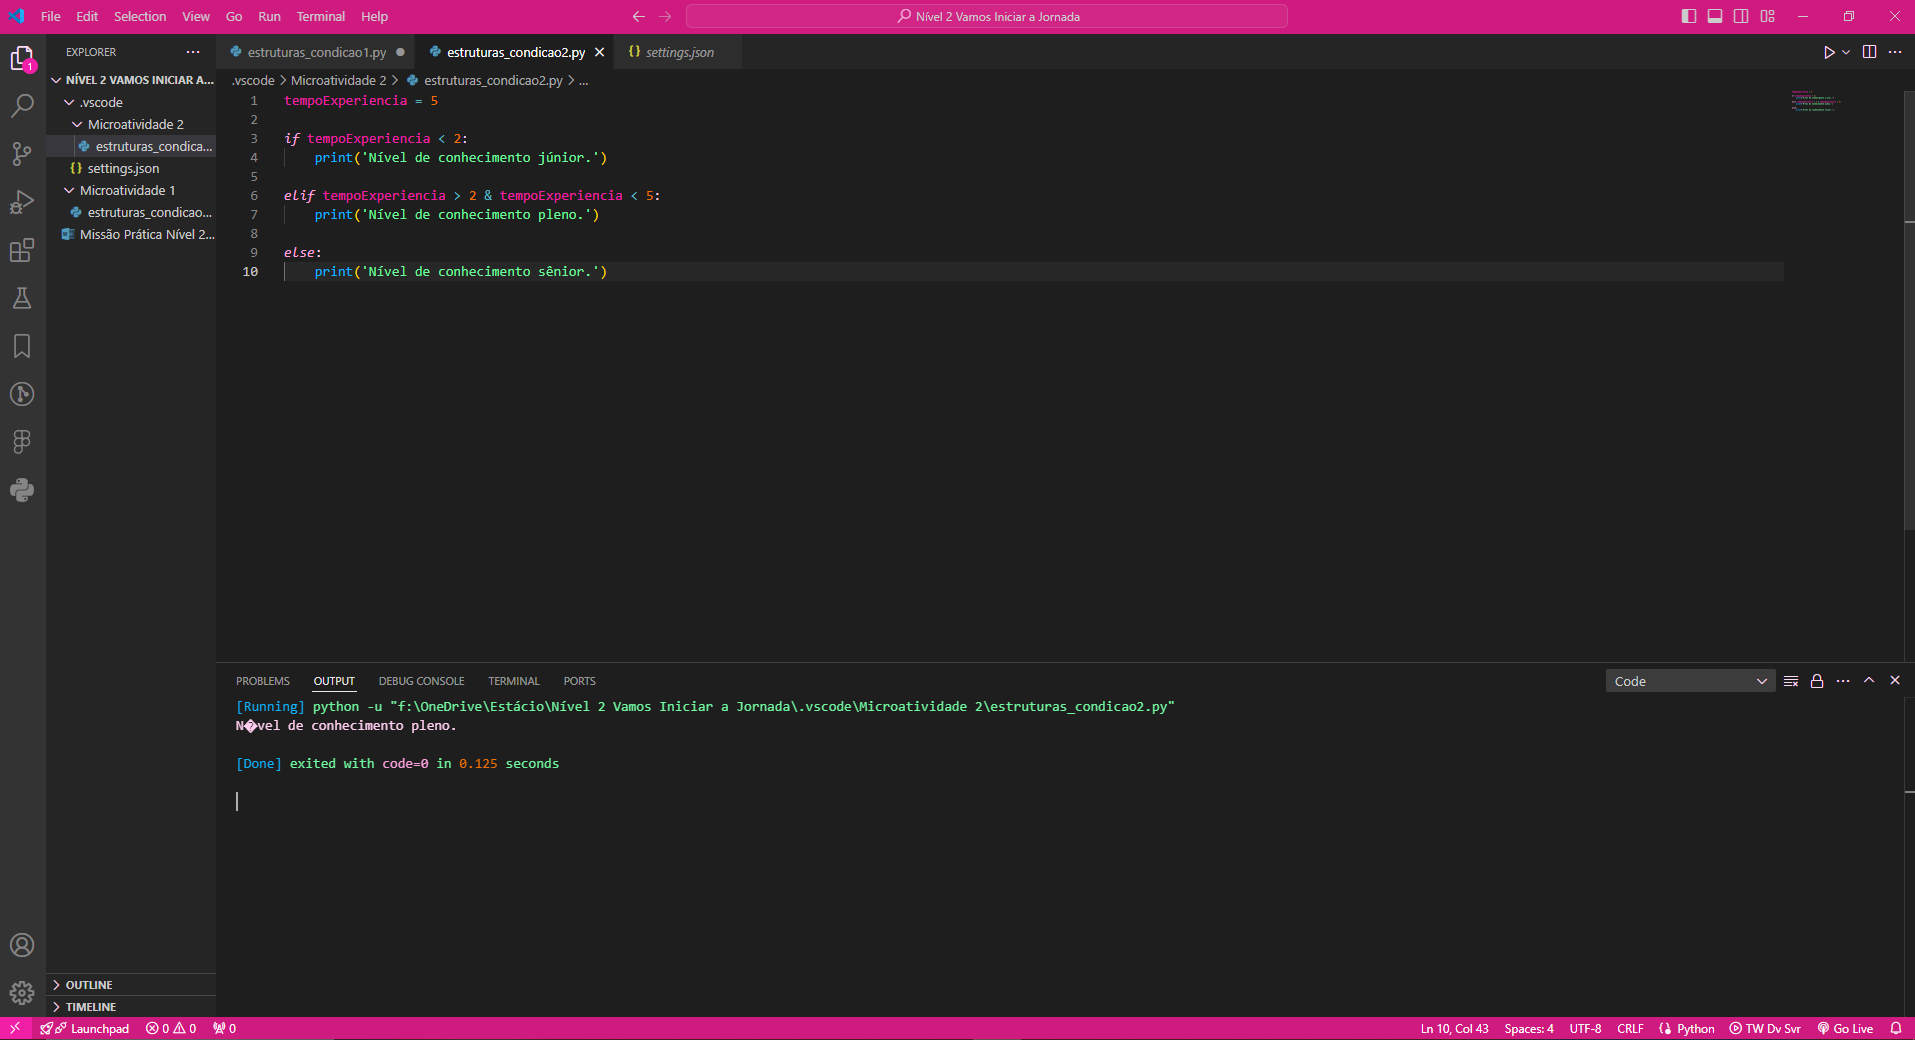 File Edit Selection View Go Run Terminal Help
Nível 2 Vamos Iniciar a Jornada
EXPLORER
NÍVEL 2 VAMOS INICIAR A...
.vscode
Microatividade 2
estruturas_condica...
settings.json
Microatividade 1
estruturas_condicao...
Missão Prática Nível 2...
OUTLINE
TIMELINE
estruturas_condicao1.py
estruturas_condicao2.py
{} settings.json
.vscode > Microatividade 2 > estruturas_condicao2.py > ...
1 tempoExperiencia = 5
2
3 if tempoExperiencia < 2:
4 print('Nível de conhecimento júnior.')
5
6 elif tempoExperiencia > 2 & tempoExperiencia < 5:
7 print('Nível de conhecimento pleno.')
8
9 else:
10 print('Nível de conhecimento sênior.')
PROBLEMS OUTPUT DEBUG CONSOLE TERMINAL PORTS
Code
[Running] python -u "f:\OneDrive\Estácio\Nível 2 Vamos Iniciar a Jornada\.vscode\Microatividade 2\estruturas_condicao2.py"
N�vel de conhecimento pleno.
[Done] exited with code=0 in 0.125 seconds
1
Launchpad 0 0 0
Ln 10, Col 43 Spaces: 4 UTF-8 CRLF Python TW Dv Svr Go Live